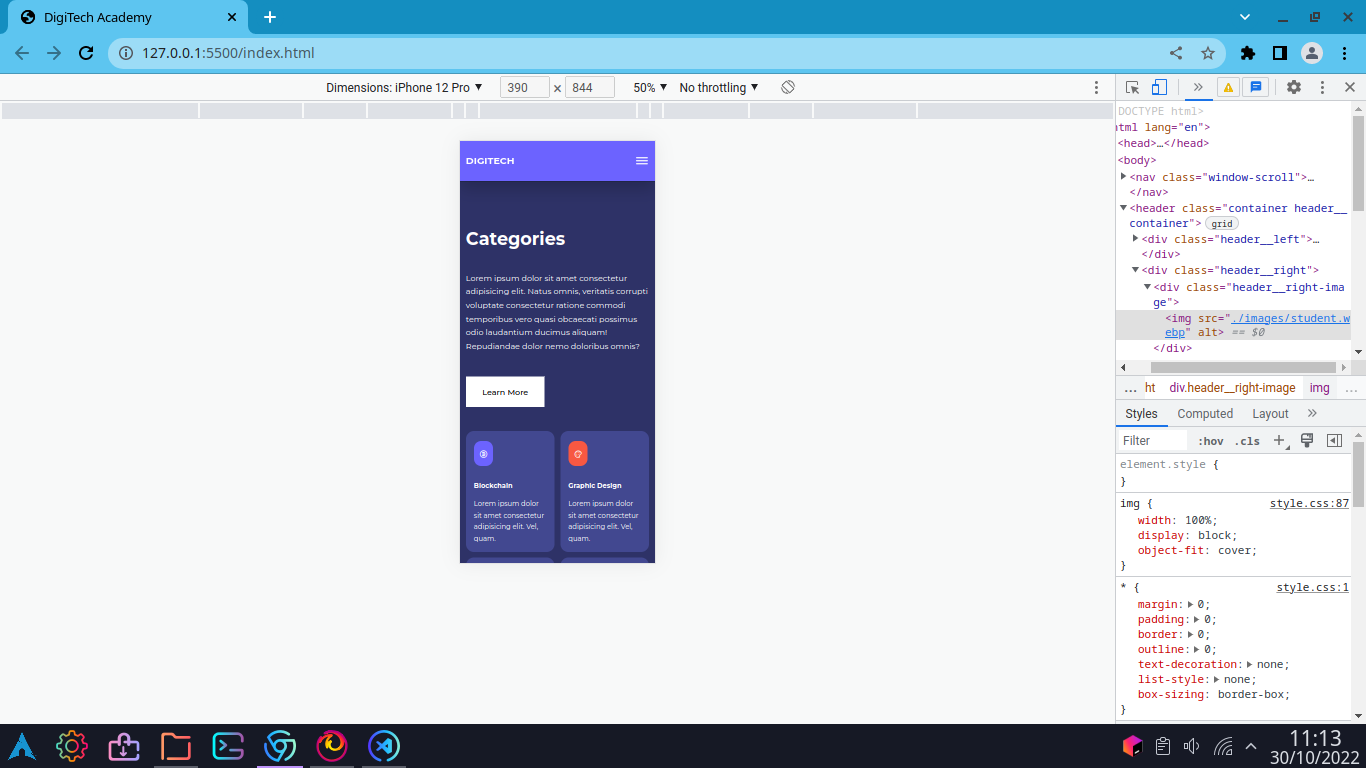 DigiTech Academy
127.0.0.1:5500/index.html
Dimensions: iPhone 12 Pro 390 × 844 50% No throttling
DIGITECH
Categories
Lorem ipsum dolor sit amet consectetur
adipisicing elit. Natus omnis, veritatis corrupti
voluptate consectetur ratione commodi
temporibus vero quasi obcaecati possimus
odio laudantium ducimus aliquam!
Repudiandae dolor nemo doloribus omnis?
Learn More
Blockchain
Lorem ipsum dolor
sit amet consectetur
adipisicing elit. Vel,
quam.
Graphic Design
Lorem ipsum dolor
sit amet consectetur
adipisicing elit. Vel,
quam.
DOCTYPE html>
html lang="en">
<head>…</head>
<body>
<nav class="window-scroll">…
</nav>
<header class="container header__
container"> grid
<div class="header__left">…
</div>
<div class="header__right">
<div class="header__right-ima
ge">
<img src="./images/student.w
ebp" alt> == $0
</div>
… ht div.header__right-image img …
Styles Computed Layout
Filter :hov .cls
element.style {
}
img { style.css:87
width: 100%;
display: block;
object-fit: cover;
}
* { style.css:1
margin: 0;
padding: 0;
border: 0;
outline: 0;
text-decoration: none;
list-style: none;
box-sizing: border-box;
}
11:13
30/10/2022